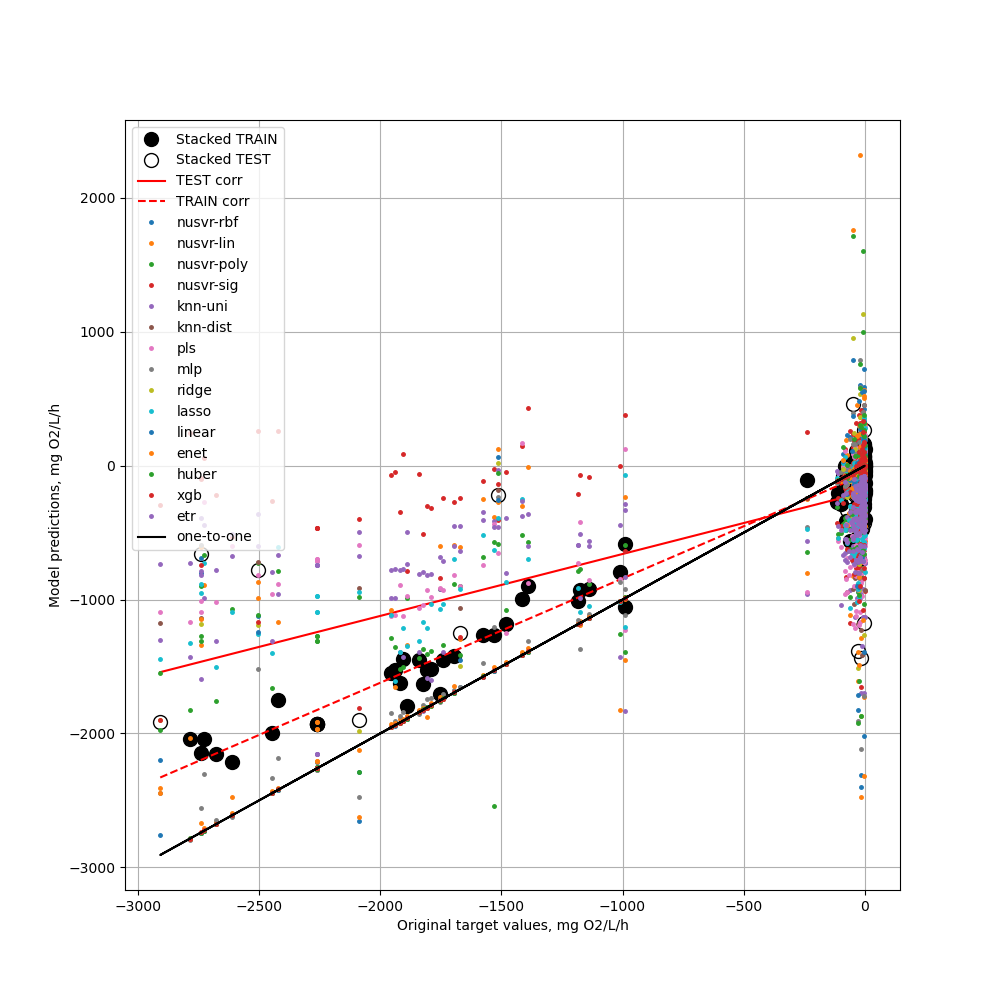 2000
1000
0
−1000
−2000
−3000
Model predictions, mg O2/L/h
Stacked TRAIN
Stacked TEST
TEST corr
TRAIN corr
nusvr-rbf
nusvr-lin
nusvr-poly
nusvr-sig
knn-uni
knn-dist
pls
mlp
ridge
lasso
linear
enet
huber
xgb
etr
one-to-one
−3000 −2500 −2000 −1500 −1000 −500 0
Original target values, mg O2/L/h